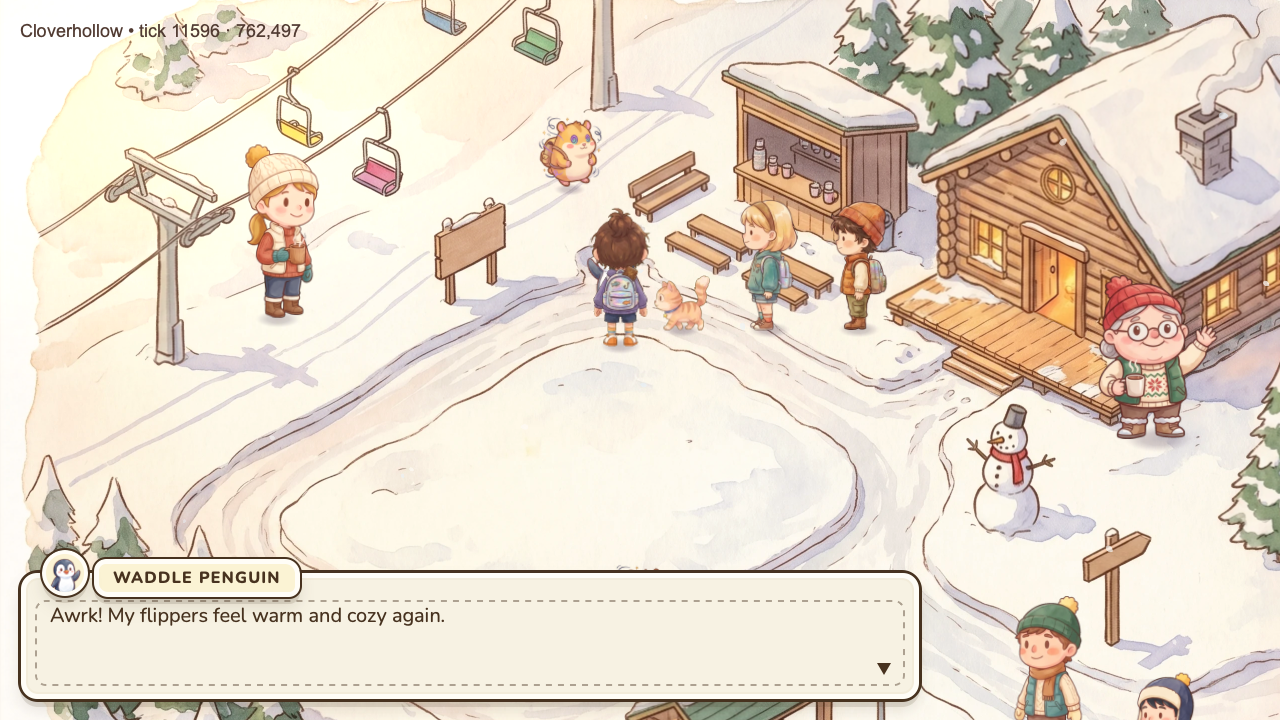 Cloverhollow • tick 11596 · 762,497
WADDLE PENGUIN
Awrk! My flippers feel warm and cozy again.